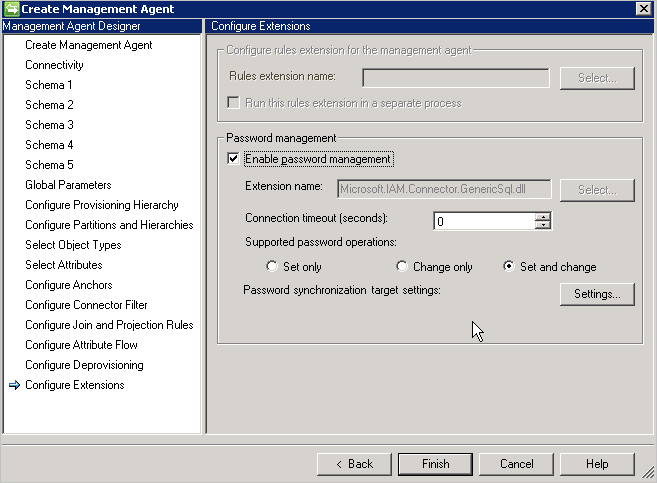 Create Management Agent
Management Agent Designer
Create Management Agent
Connectivity
Schema 1
Schema 2
Schema 3
Schema 4
Schema 5
Global Parameters
Configure Provisioning Hierarchy
Configure Partitions and Hierarchies
Select Object Types
Select Attributes
Configure Anchors
Configure Connector Filter
Configure Join and Projection Rules
Configure Attribute Flow
Configure Deprovisioning
Configure Extensions
Configure Extensions
Configure rules extension for the management agent
Rules extension name: Select...
Run this rules extension in a separate process
Password management
Enable password management
Extension name: Microsoft.IAM.Connector.GenericSql.dll Select...
Connection timeout (seconds): 0
Supported password operations:
Set only Change only Set and change
Password synchronization target settings: Settings...
< Back Finish Cancel Help